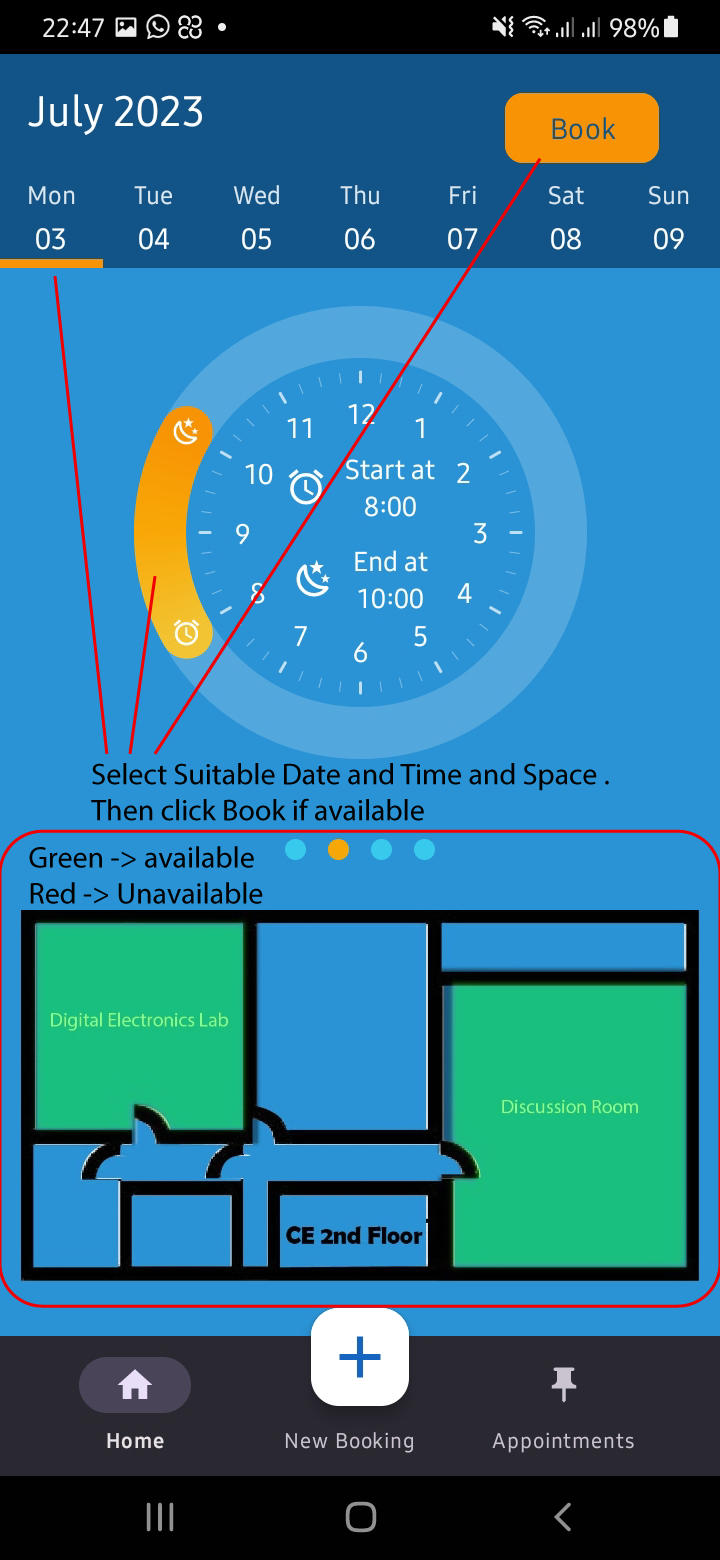 22:47
98%
July 2023
Book
Mon Tue Wed Thu Fri Sat Sun
03 04 05 06 07 08 09
12
11 1
10 Start at 2
8:00
9 3
End at
8 10:00 4
7 5
6
Select Suitable Date and Time and Space .
Then click Book if available
Green -> available
Red -> Unavailable
Digital Electronics Lab
Discussion Room
CE 2nd Floor
Home New Booking Appointments